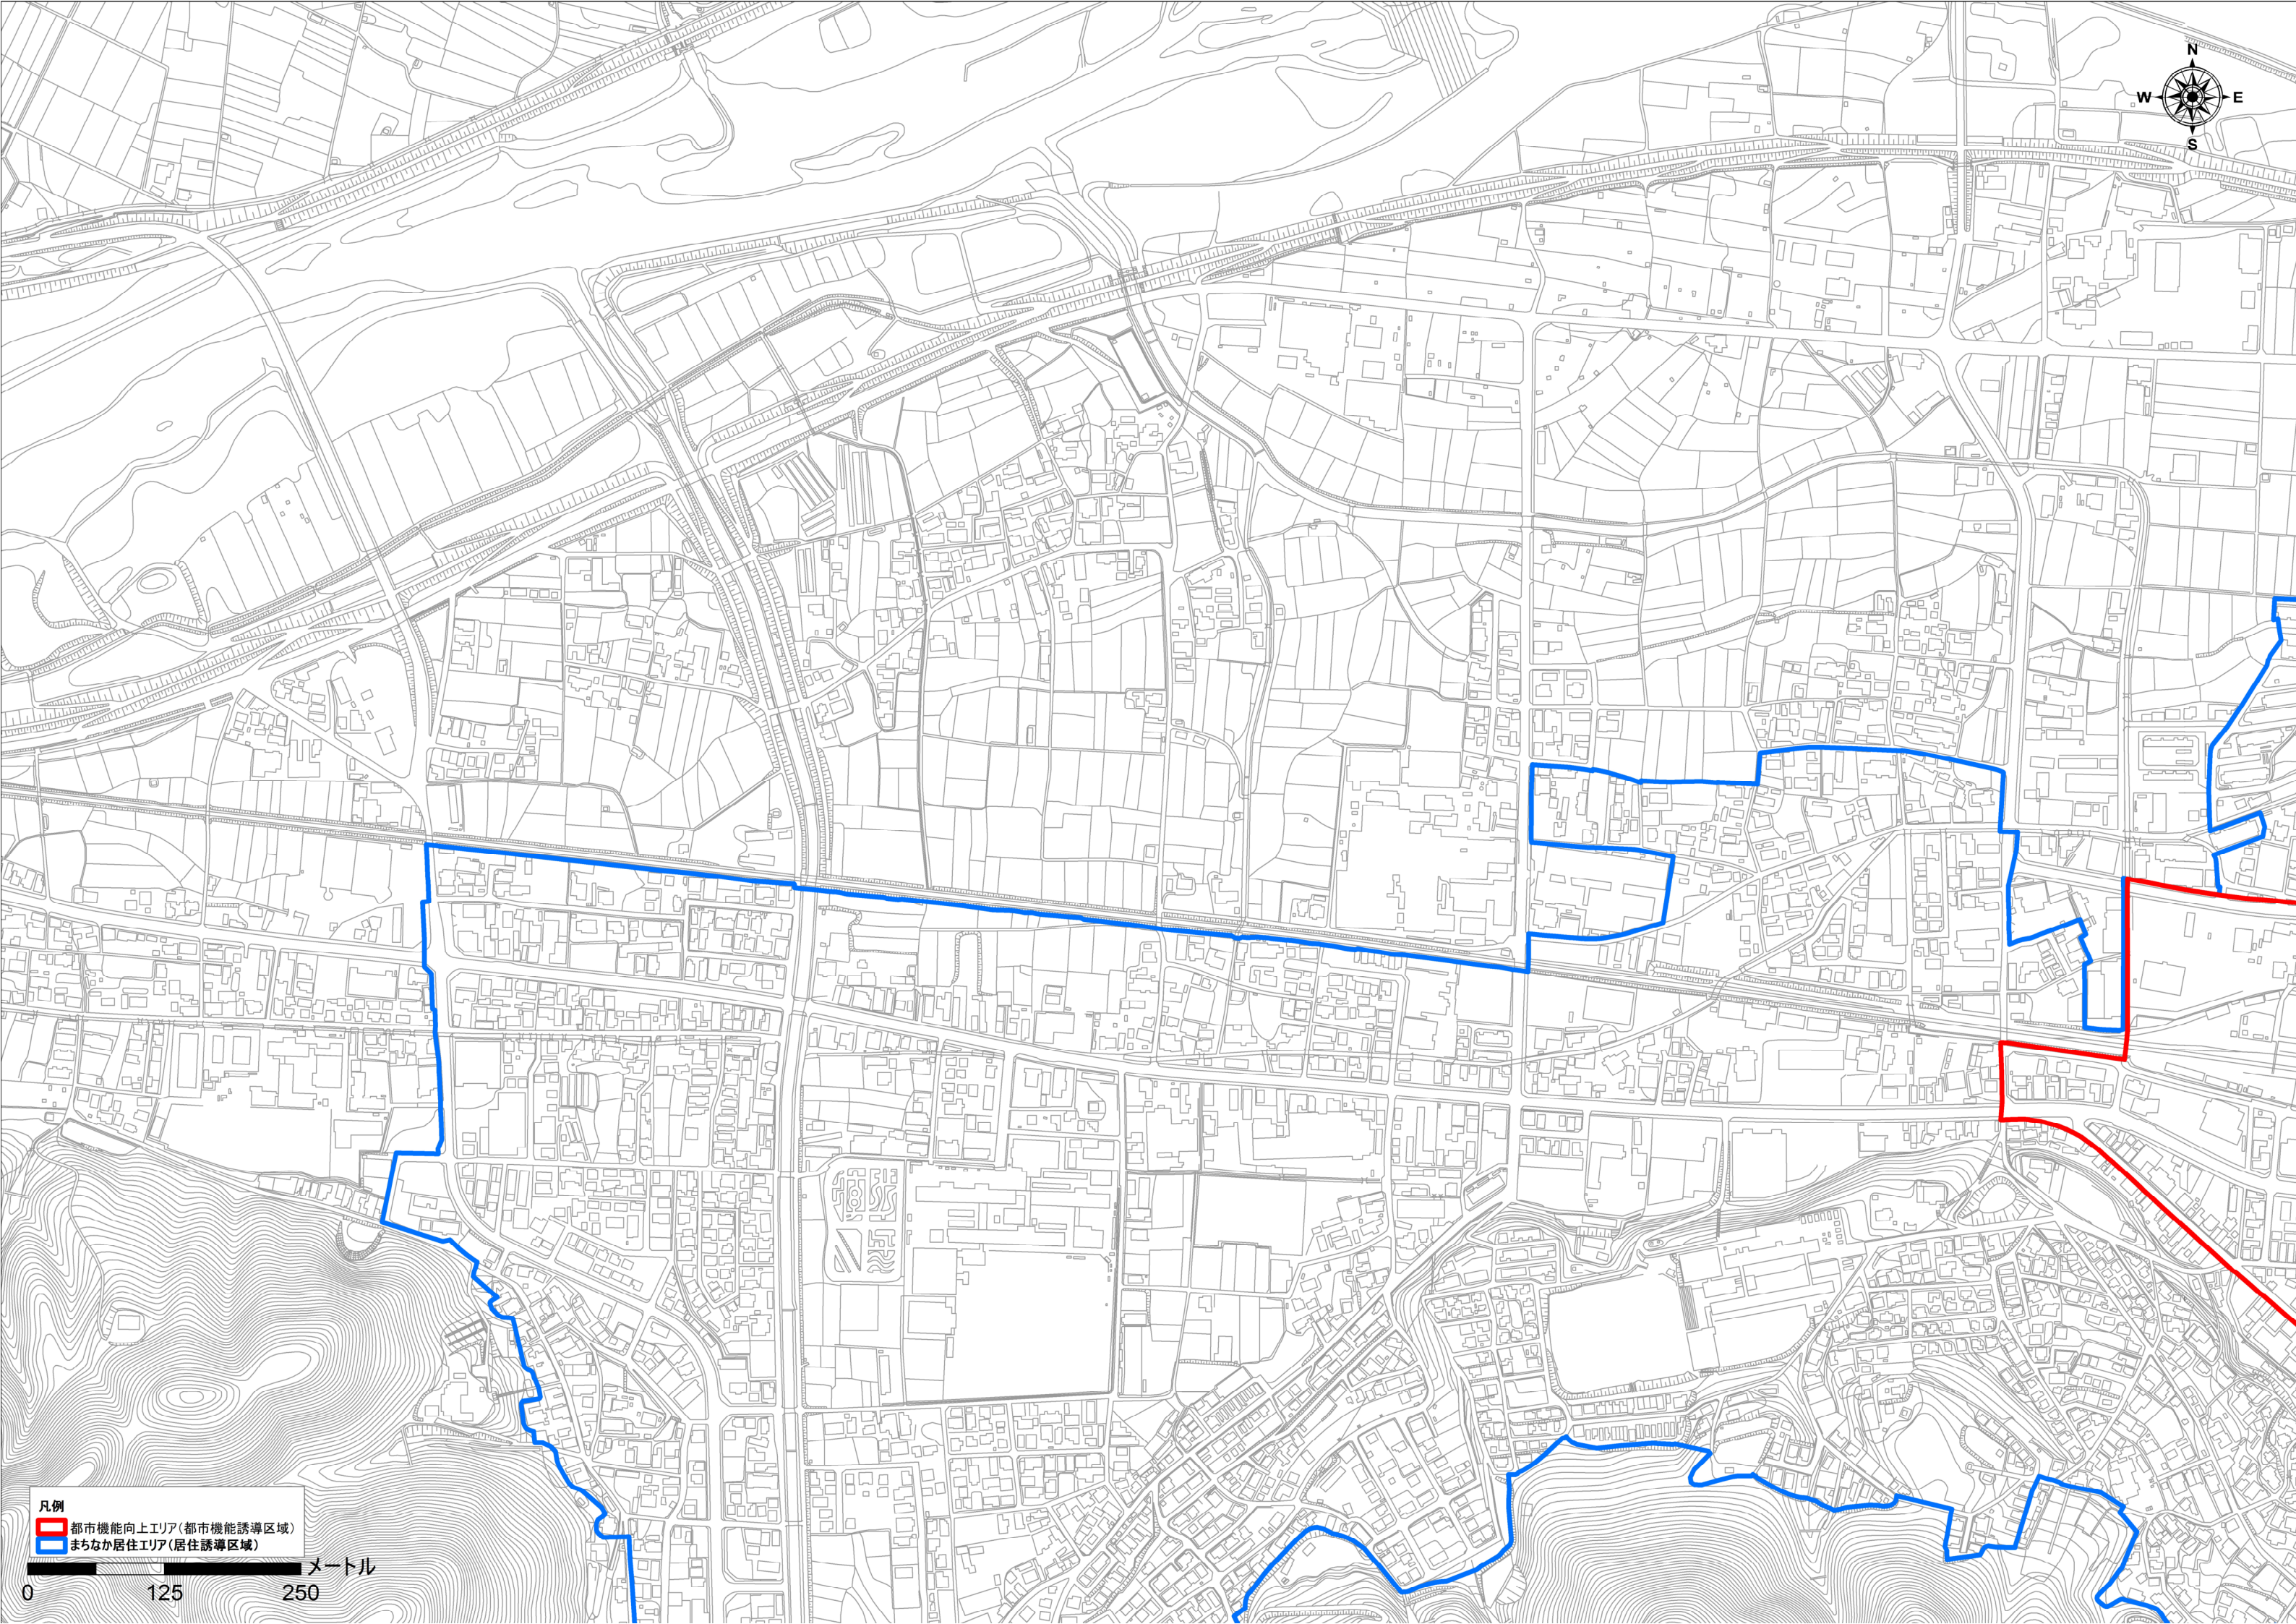 N
W E
S
凡例
都市機能向上エリア(都市機能誘導区域)
まちなか居住エリア(居住誘導区域)
メートル
0 125 250